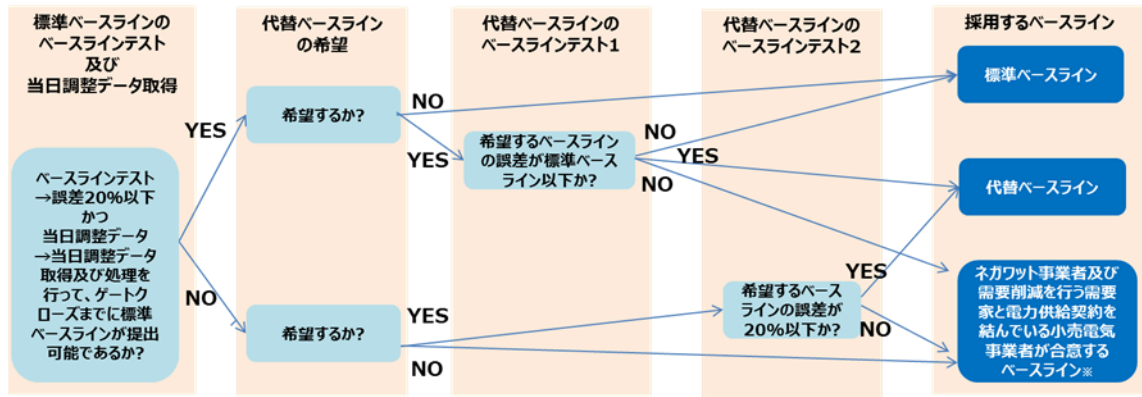 標準ベースラインの
ベースラインテスト
及び
当日調整データ取得
ベースラインテスト
→誤差20%以下
かつ
当日調整データ
→当日調整データ
取得及び処理を
行って、ゲートク
ローズまでに標準
ベースラインが提出
可能であるか?
YES
NO
代替ベースライン
の希望
希望するか?
NO
YES
希望するか?
YES
NO
代替ベースラインの
ベースラインテスト1
希望するベースライン
の誤差が標準ベース
ライン以下か?
NO
YES
NO
代替ベースラインの
ベースラインテスト2
希望するベース
ラインの誤差が
20%以下か?
YES
NO
採用するベースライン
標準ベースライン
代替ベースライン
ネガワット事業者及び
需要削減を行う需要
家と電力供給契約を
結んでいる小売電気
事業者が合意する
ベースライン※